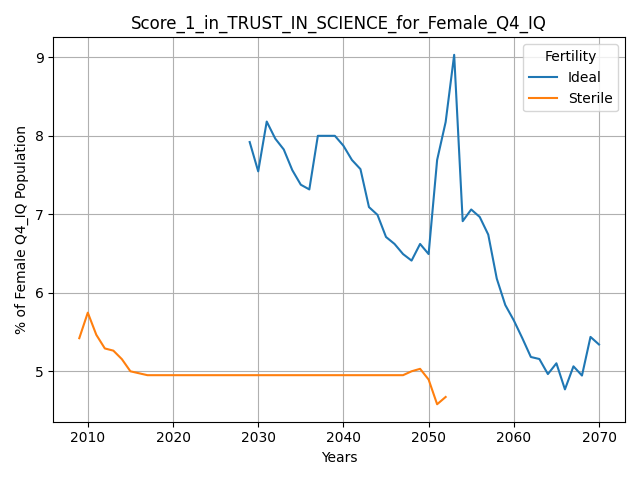 Score_1_in_TRUST_IN_SCIENCE_for_Female_Q4_IQ
Fertility
Ideal
Sterile
% of Female Q4_IQ Population
9
8
7
6
5
2010 2020 2030 2040 2050 2060 2070
Years